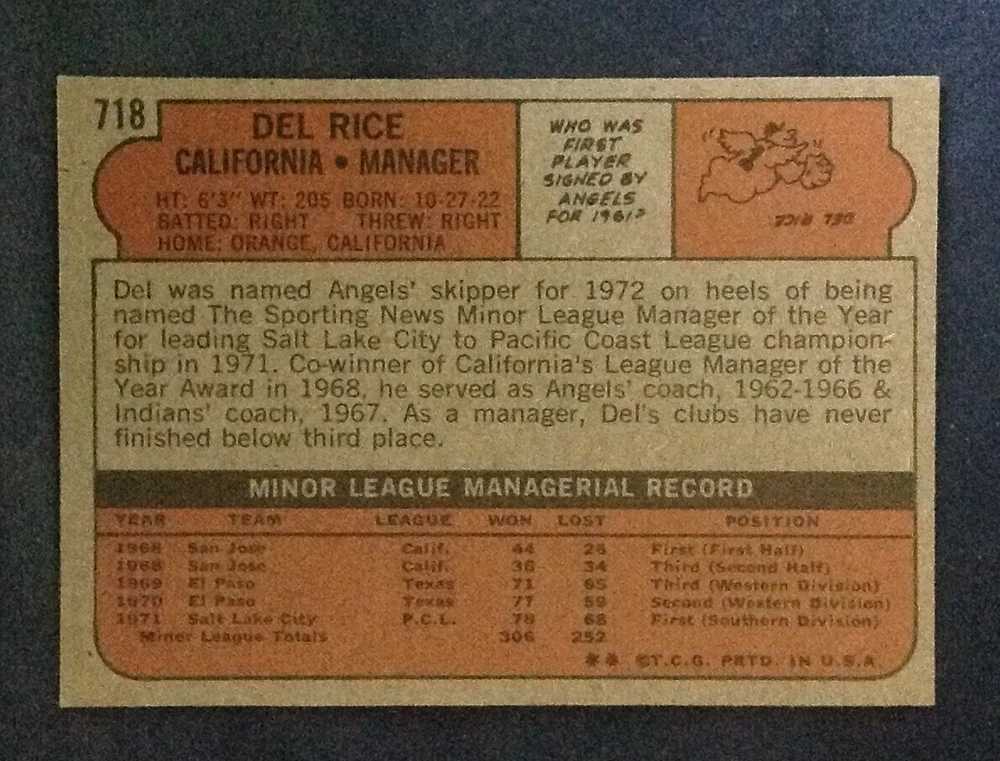 718
DEL RICE
CALIFORNIA • MANAGER
HT: 6'3" WT: 205 BORN: 10-27-22
BATTED: RIGHT THREW: RIGHT
HOME: ORANGE, CALIFORNIA
WHO WAS
FIRST
PLAYER
SIGNED BY
ANGELS
FOR 1961?
DEL RICE
Del was named Angels' skipper for 1972 on heels of being
named The Sporting News Minor League Manager of the Year
for leading Salt Lake City to Pacific Coast League champion-
ship in 1971. Co-winner of California's League Manager of the
Year Award in 1968, he served as Angels' coach, 1962-1966 &
Indians' coach, 1967. As a manager, Del's clubs have never
finished below third place.
MINOR LEAGUE MANAGERIAL RECORD
YEAR TEAM LEAGUE WON LOST POSITION
1968 San Jose Calif. 44 26 First (First Half)
1968 San Jose Calif. 36 34 Third (Second Half)
1969 El Paso Texas 71 65 Third (Western Division)
1970 El Paso Texas 77 59 Second (Western Division)
1971 Salt Lake City P.C.L. 78 68 First (Southern Division)
Minor League Totals 306 252
** ©T.C.G. PRTD. IN U.S.A